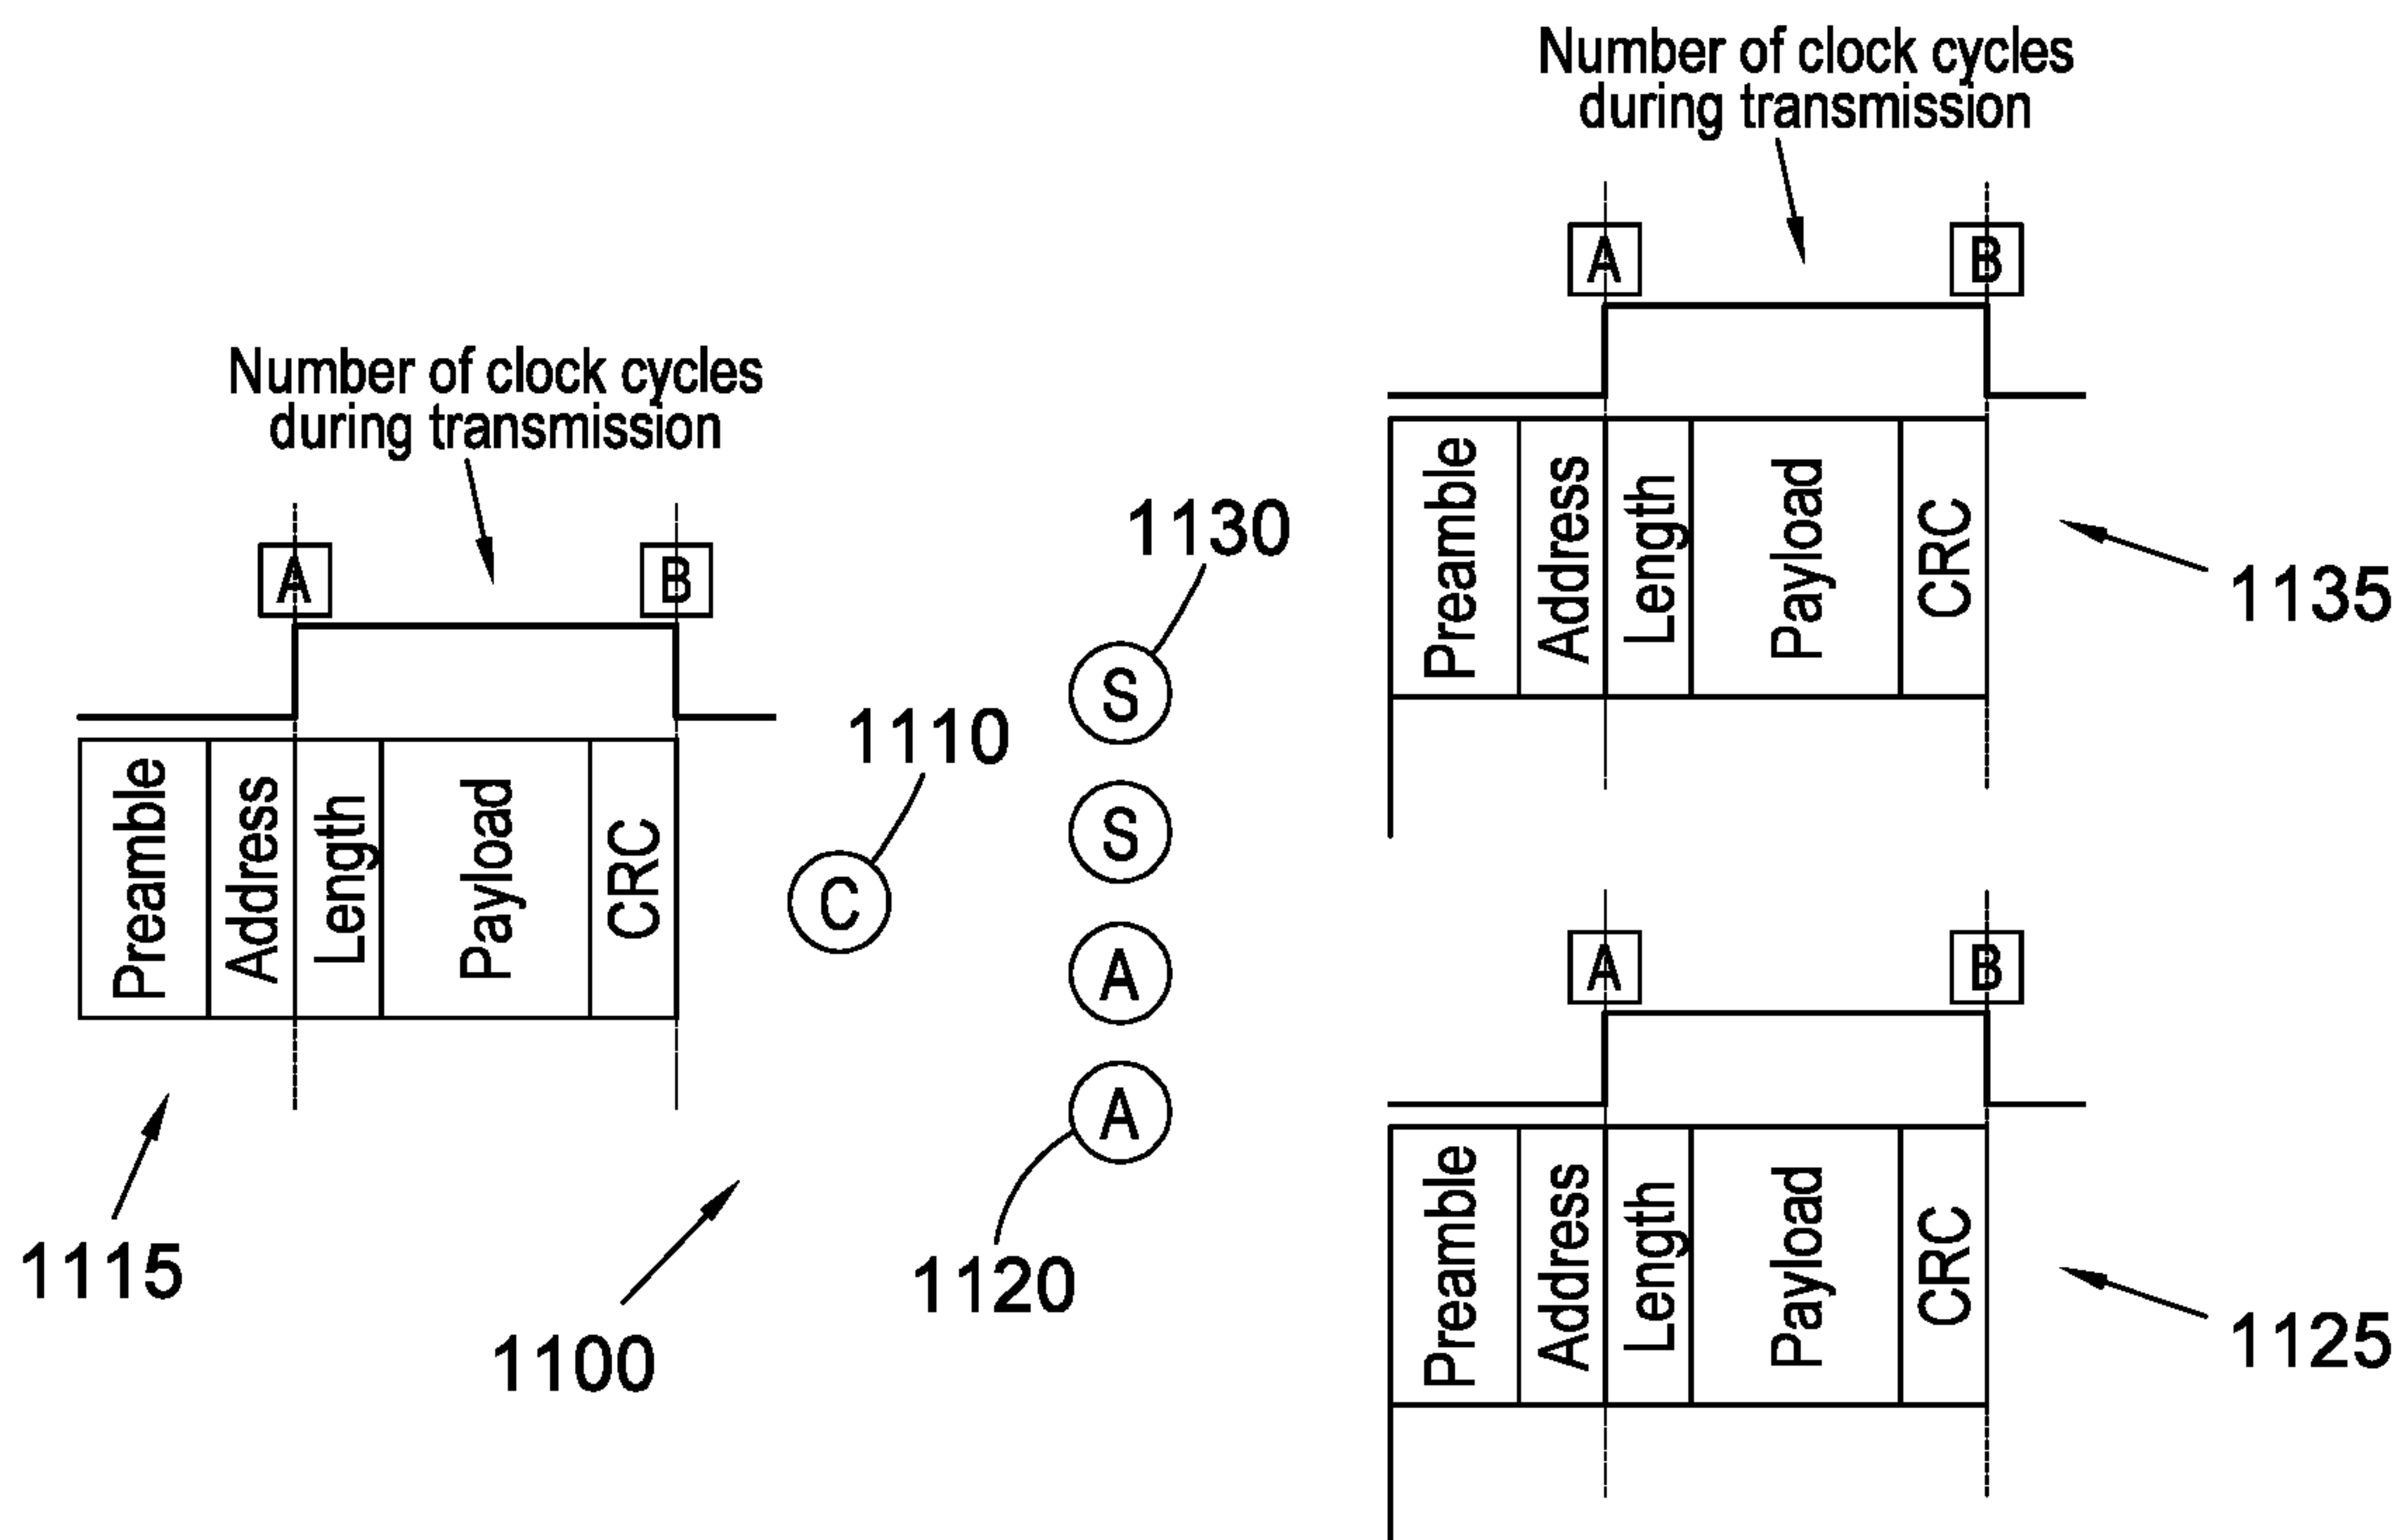 Number of clock cycles
during transmission
A
B
Preamble
Address
Length
Payload
CRC
1135
Number of clock cycles
during transmission
A
B
Preamble
Address
Length
Payload
CRC
1115
1130
S
1110
S
C
A
A
1120
1100
A
B
Preamble
Address
Length
Payload
CRC
1125